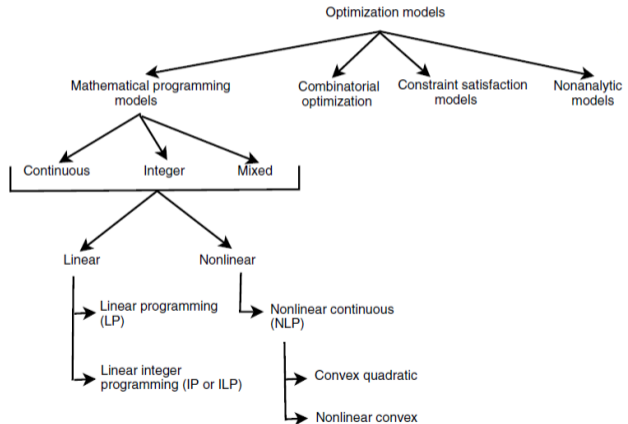 Optimization models
Mathematical programming
models
Combinatorial
optimization
Constraint satisfaction
models
Nonanalytic
models
Continuous
Integer
Mixed
Linear
Nonlinear
Linear programming
(LP)
Nonlinear continuous
(NLP)
Linear integer
programming (IP or ILP)
Convex quadratic
Nonlinear convex